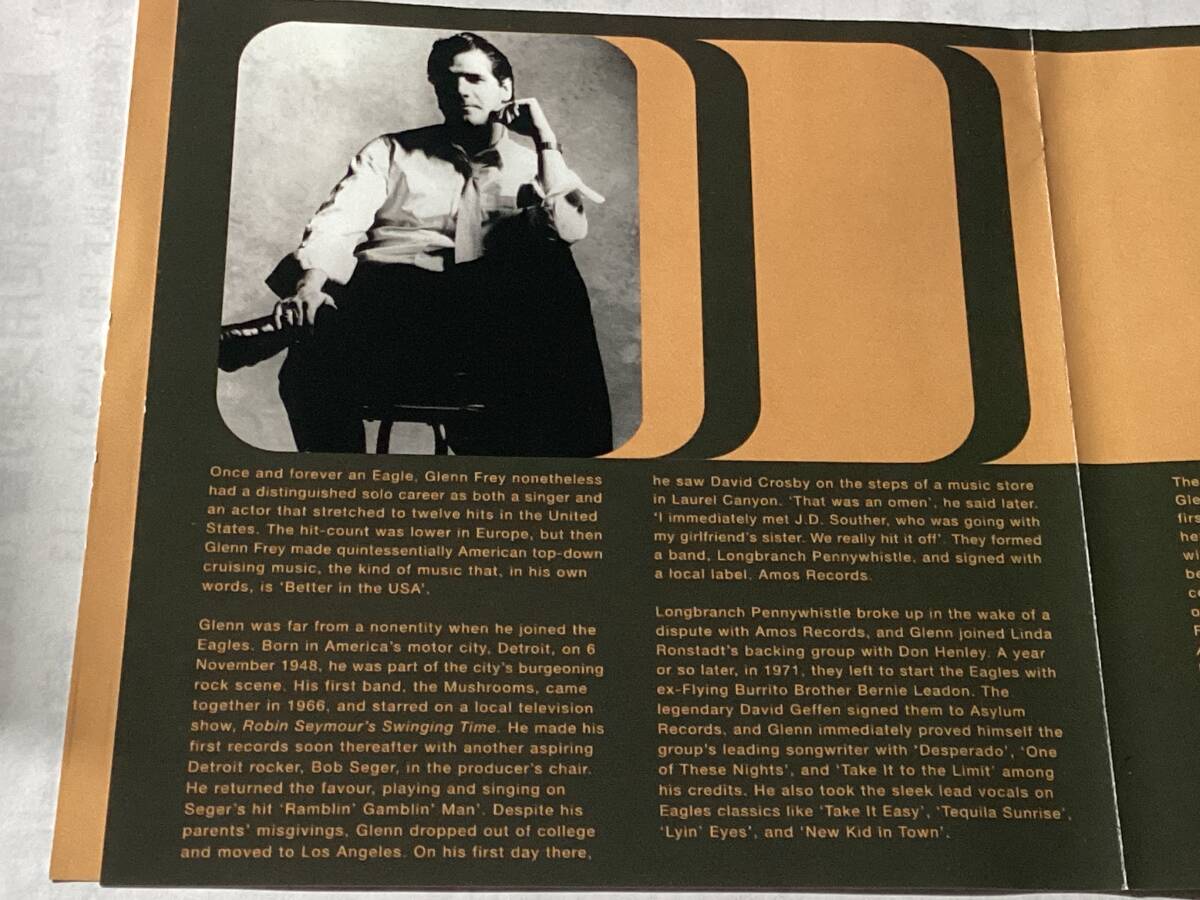 Once and forever an Eagle, Glenn Frey nonetheless
had a distinguished solo career as both a singer and
an actor that stretched to twelve hits in the United
States. The hit-count was lower in Europe, but then
Glenn Frey made quintessentially American top-down
cruising music, the kind of music that, in his own
words, is 'Better in the USA'.
Glenn was far from a nonentity when he joined the
Eagles. Born in America's motor city, Detroit, on 6
November 1948, he was part of the city's burgeoning
rock scene. His first band, the Mushrooms, came
together in 1966, and starred on a local television
show, Robin Seymour's Swinging Time. He made his
first records soon thereafter with another aspiring
Detroit rocker, Bob Seger, in the producer's chair.
He returned the favour, playing and singing on
Seger's hit 'Ramblin' Gamblin' Man'. Despite his
parents' misgivings, Glenn dropped out of college
and moved to Los Angeles. On his first day there,
he saw David Crosby on the steps of a music store
in Laurel Canyon. 'That was an omen', he said later.
'I immediately met J.D. Souther, who was going with
my girlfriend's sister. We really hit it off'. They formed
a band, Longbranch Pennywhistle, and signed with
a local label, Amos Records.
Longbranch Pennywhistle broke up in the wake of a
dispute with Amos Records, and Glenn joined Linda
Ronstadt's backing group with Don Henley. A year
or so later, in 1971, they left to start the Eagles with
ex-Flying Burrito Brother Bernie Leadon. The
legendary David Geffen signed them to Asylum
Records, and Glenn immediately proved himself the
group's leading songwriter with 'Desperado', 'One
of These Nights', and 'Take It to the Limit' among
his credits. He also took the sleek lead vocals on
Eagles classics like 'Take It Easy', 'Tequila Sunrise',
'Lyin' Eyes', and 'New Kid in Town'.
The